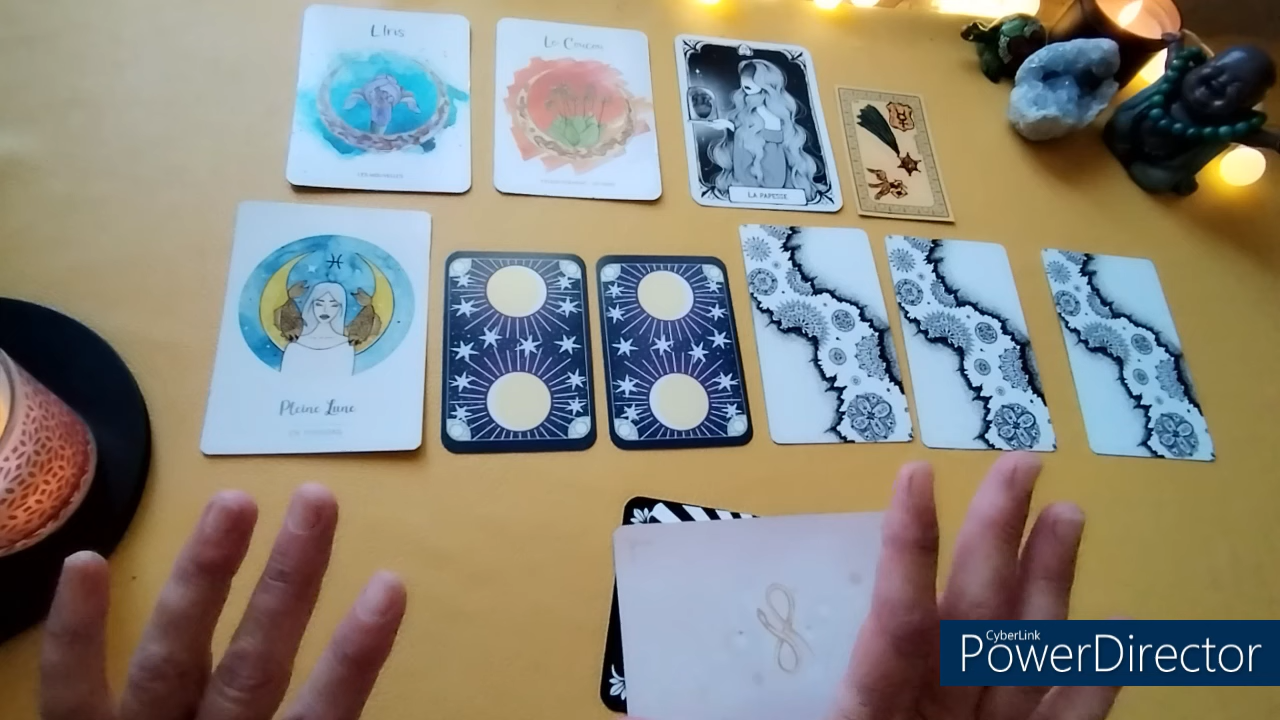 L'Iris
Le Cocon
LA PAPESSE
Pleine Lune
CyberLink
PowerDirector